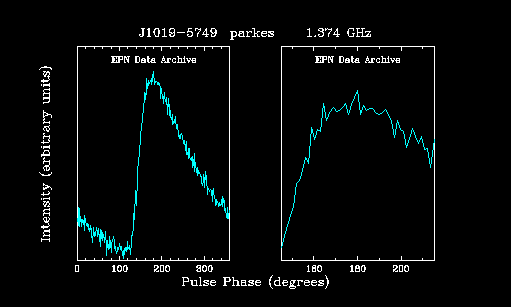 J1019-5749 parkes 1.374 GHz
EPN Data Archive EPN Data Archive
Intensity (arbitrary units)
0 100 200 300 180 190 200
Pulse Phase (degrees)